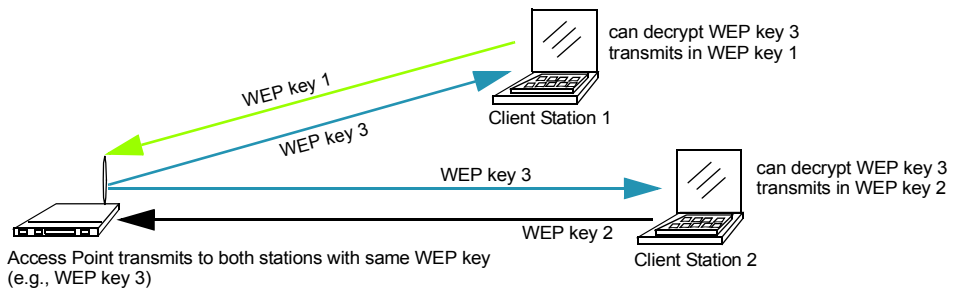 can decrypt WEP key 3
transmits in WEP key 1
WEP key 1
WEP key 3
Client Station 1
WEP key 3
can decrypt WEP key 3
transmits in WEP key 2
WEP key 2
Client Station 2
Access Point transmits to both stations with same WEP key
(e.g., WEP key 3)